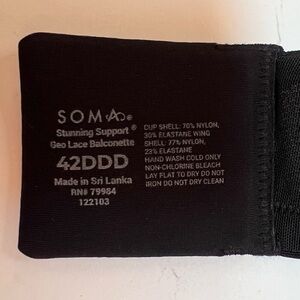 SOMA®
Stunning Support®
Geo Lace Balconette
42DDD
Made in Sri Lanka
RN# 79984
122103
CUP SHELL: 70% NYLON,
30% ELASTANE WING
SHELL: 77% NYLON,
23% ELASTANE
HAND WASH COLD ONLY
NON-CHLORINE BLEACH
LAY FLAT TO DRY DO NOT
IRON DO NOT DRY CLEAN